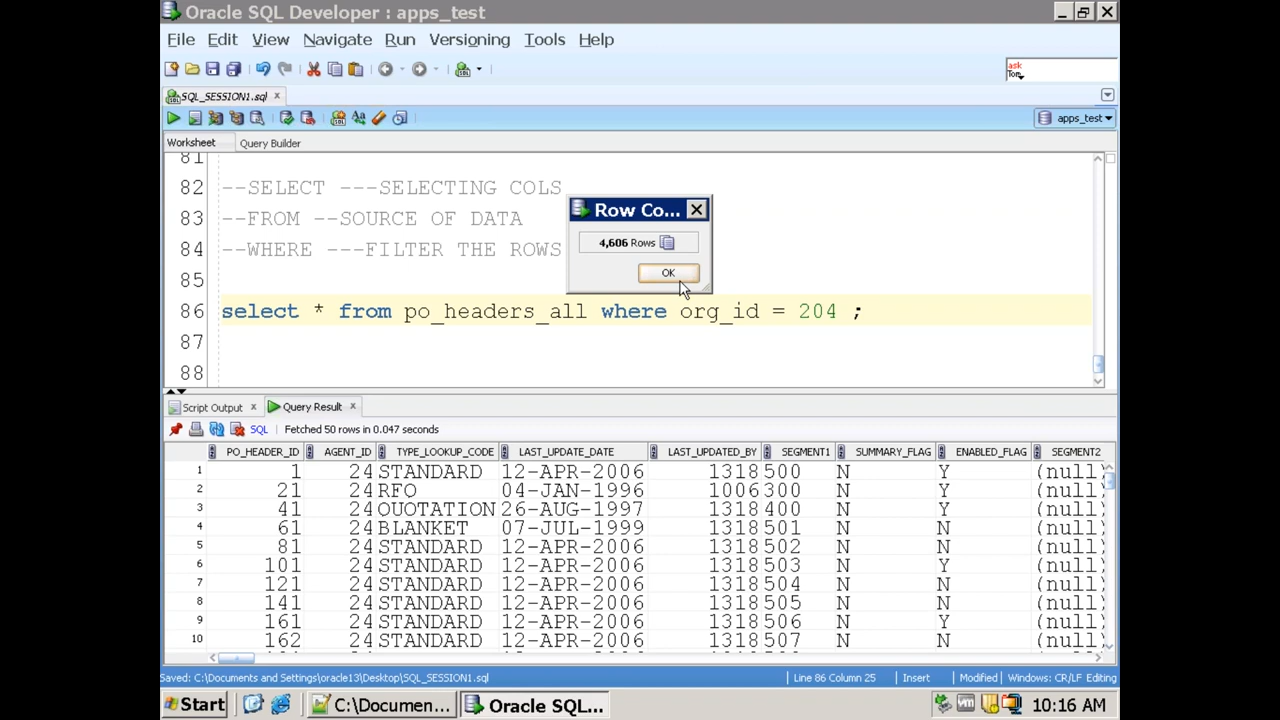 Oracle SQL Developer : apps_test
File Edit View Navigate Run Versioning Tools Help
ask
Tom
SQL_SESSION1.sql
apps_test
Worksheet Query Builder
81
82 --SELECT ---SELECTING COLS
83 --FROM --SOURCE OF DATA
84 --WHERE ---FILTER THE ROWS
85
86 select * from po_headers_all where org_id = 204 ;
87
88
Row Co...
4,606 Rows
OK
Script Output Query Result
SQL Fetched 50 rows in 0.047 seconds
PO_HEADER_ID AGENT_ID TYPE_LOOKUP_CODE LAST_UPDATE_DATE LAST_UPDATED_BY SEGMENT1 SUMMARY_FLAG ENABLED_FLAG SEGMENT2
1 1 24 STANDARD 12-APR-2006 1318 500 N Y (null)
2 21 24 RFQ 04-JAN-1996 1006 300 N Y (null)
3 41 24 QUOTATION 26-AUG-1997 1318 400 N Y (null)
4 61 24 BLANKET 07-JUL-1999 1318 501 N N (null)
5 81 24 STANDARD 12-APR-2006 1318 502 N N (null)
6 101 24 STANDARD 12-APR-2006 1318 503 N Y (null)
7 121 24 STANDARD 12-APR-2006 1318 504 N N (null)
8 141 24 STANDARD 12-APR-2006 1318 505 N N (null)
9 161 24 STANDARD 12-APR-2006 1318 506 N Y (null)
10 162 24 STANDARD 12-APR-2006 1318 507 N N (null)
Saved: C:\Documents and Settings\oracle13\Desktop\SQL_SESSION1.sql Line 86 Column 25 Insert Modified Windows: CR/LF Editing
Start C:\Documen... Oracle SQL... 10:16 AM